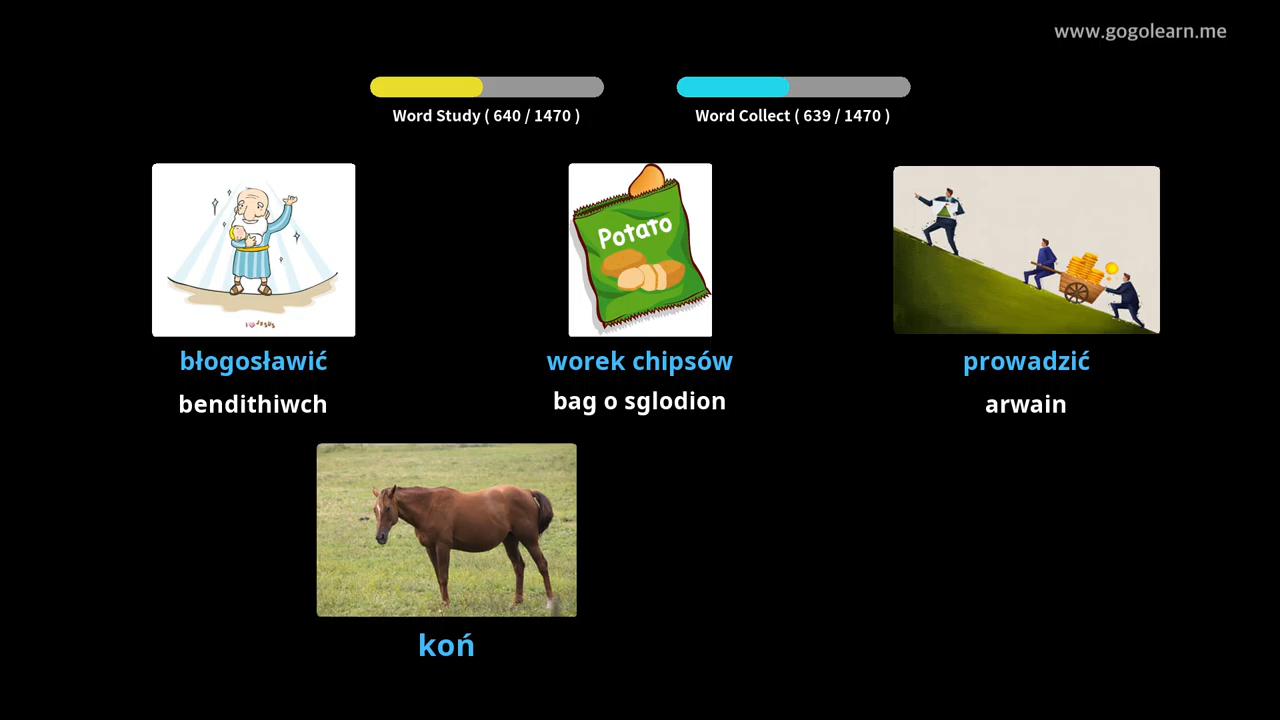 www.gogolearn.me
Word Study ( 640 / 1470 )
Word Collect ( 639 / 1470 )
I JESUS
Potato
błogosławić
worek chipsów
prowadzić
bendithiwch
bag o sglodion
arwain
koń